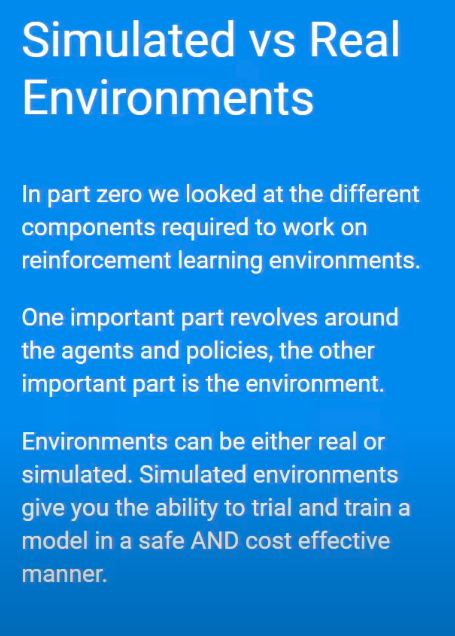 Simulated vs Real
Environments
In part zero we looked at the different
components required to work on
reinforcement learning environments.
One important part revolves around
the agents and policies, the other
important part is the environment.
Environments can be either real or
simulated. Simulated environments
give you the ability to trial and train a
model in a safe AND cost effective
manner.